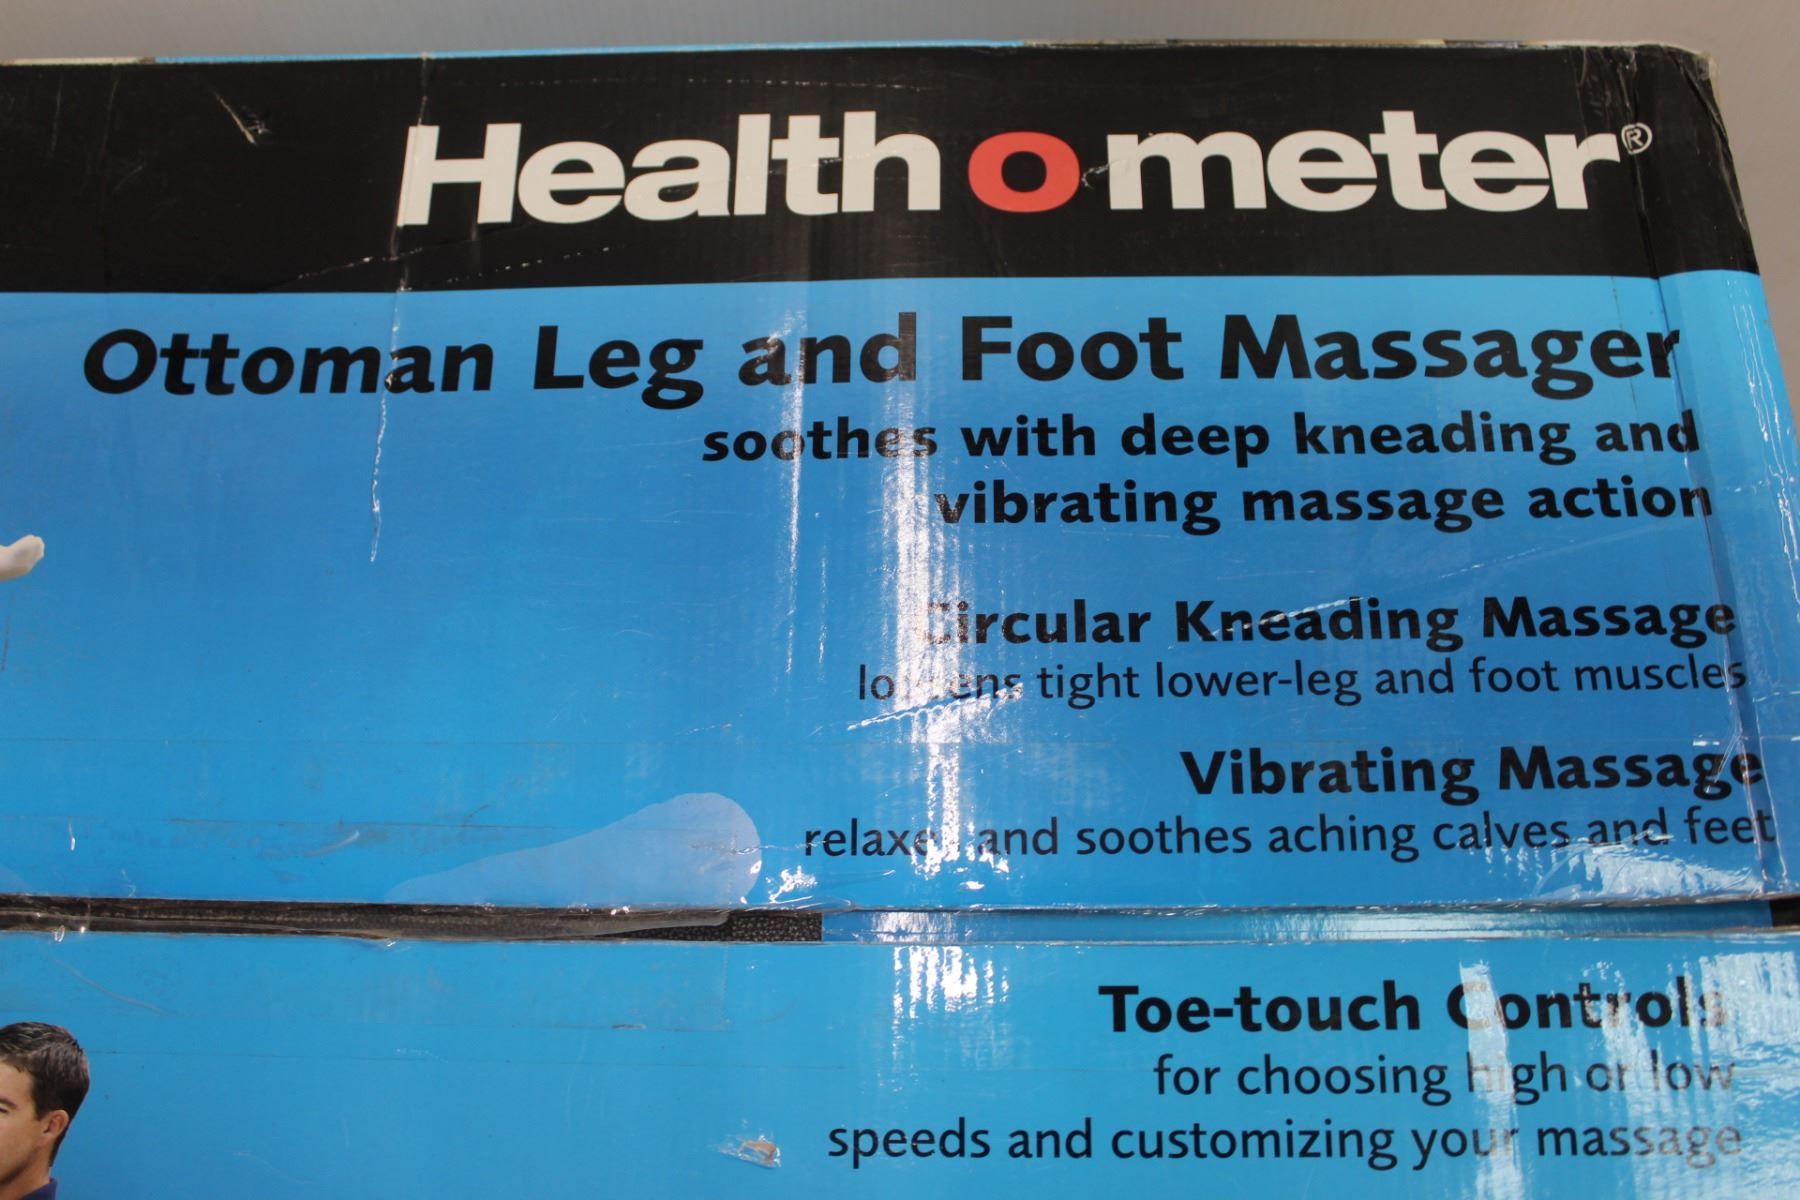 Health o meter®
Ottoman Leg and Foot Massager
soothes with deep kneading and
vibrating massage action
Circular Kneading Massage
loosens tight lower-leg and foot muscles
Vibrating Massage
relaxes and soothes aching calves and feet
Toe-touch Controls
for choosing high or low
speeds and customizing your massage